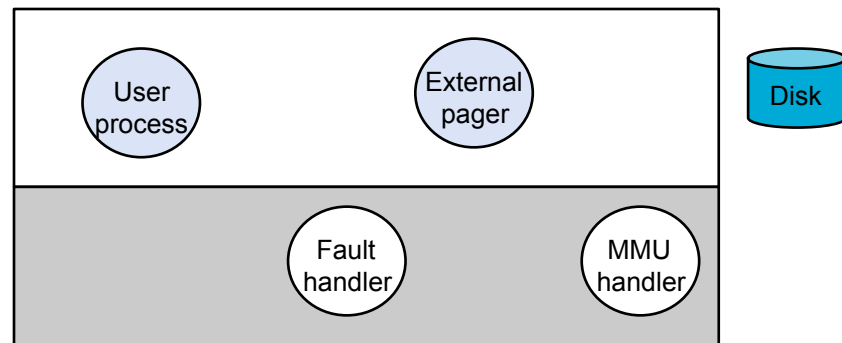 User
process
External
pager
Disk
Fault
handler
MMU
handler